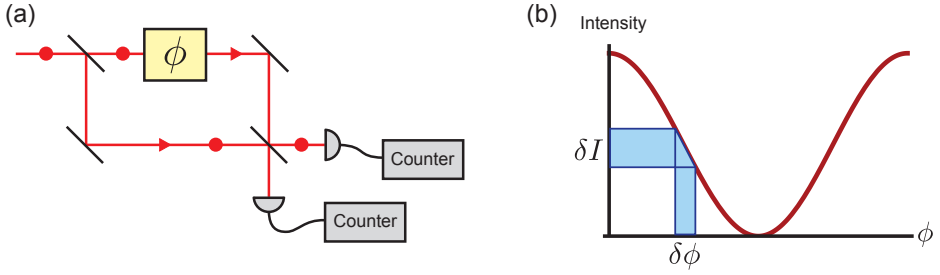 (a)
ϕ
Counter
Counter
(b)
Intensity
δI
δϕ
ϕ